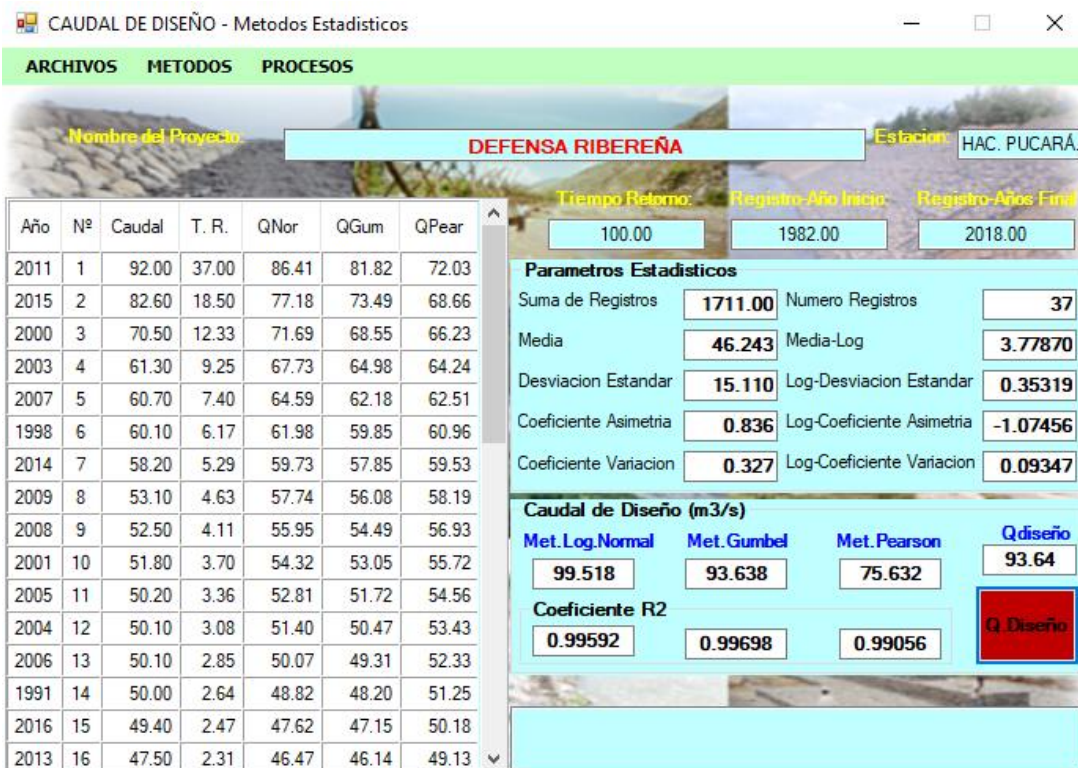 CAUDAL DE DISEÑO - Metodos Estadisticos
ARCHIVOS METODOS PROCESOS
Nombre del Proyecto: DEFENSA RIBEREÑA Estacion: HAC. PUCARÁ.
Tiempo Retorno: Registro-Año Inicio: Registro-Años Final
100.00 1982.00 2018.00
Año Nº Caudal T. R. QNor QGum QPear
2011 1 92.00 37.00 86.41 81.82 72.03
2015 2 82.60 18.50 77.18 73.49 68.66
2000 3 70.50 12.33 71.69 68.55 66.23
2003 4 61.30 9.25 67.73 64.98 64.24
2007 5 60.70 7.40 64.59 62.18 62.51
1998 6 60.10 6.17 61.98 59.85 60.96
2014 7 58.20 5.29 59.73 57.85 59.53
2009 8 53.10 4.63 57.74 56.08 58.19
2008 9 52.50 4.11 55.95 54.49 56.93
2001 10 51.80 3.70 54.32 53.05 55.72
2005 11 50.20 3.36 52.81 51.72 54.56
2004 12 50.10 3.08 51.40 50.47 53.43
2006 13 50.10 2.85 50.07 49.31 52.33
1991 14 50.00 2.64 48.82 48.20 51.25
2016 15 49.40 2.47 47.62 47.15 50.18
2013 16 47.50 2.31 46.47 46.14 49.13
Parametros Estadisticos
Suma de Registros 1711.00 Numero Registros 37
Media 46.243 Media-Log 3.77870
Desviacion Estandar 15.110 Log-Desviacion Estandar 0.35319
Coeficiente Asimetria 0.836 Log-Coeficiente Asimetria -1.07456
Coeficiente Variacion 0.327 Log-Coeficiente Variacion 0.09347
Caudal de Diseño (m3/s)
Met.Log.Normal Met.Gumbel Met.Pearson Qdiseño
99.518 93.638 75.632 93.64
Coeficiente R2
0.99592 0.99698 0.99056
Q.Diseño